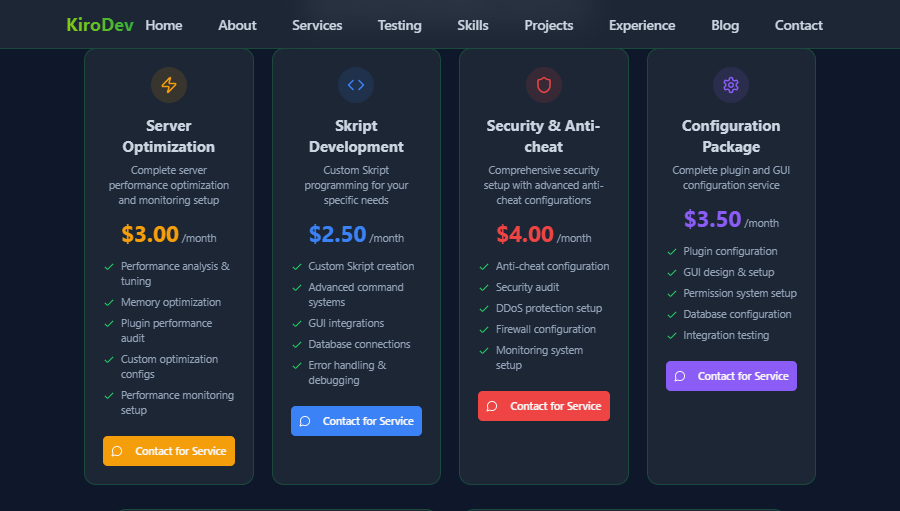 KiroDev Home About Services Testing Skills Projects Experience Blog Contact
Server
Optimization
Complete server
performance optimization
and monitoring setup
$3.00 /month
Performance analysis &
tuning
Memory optimization
Plugin performance
audit
Custom optimization
configs
Performance monitoring
setup
Contact for Service
Skript
Development
Custom Skript
programming for your
specific needs
$2.50 /month
Custom Skript creation
Advanced command
systems
GUI integrations
Database connections
Error handling &
debugging
Contact for Service
Security & Anti-
cheat
Comprehensive security
setup with advanced anti-
cheat configurations
$4.00 /month
Anti-cheat configuration
Security audit
DDoS protection setup
Firewall configuration
Monitoring system
setup
Contact for Service
Configuration
Package
Complete plugin and GUI
configuration service
$3.50 /month
Plugin configuration
GUI design & setup
Permission system setup
Database configuration
Integration testing
Contact for Service